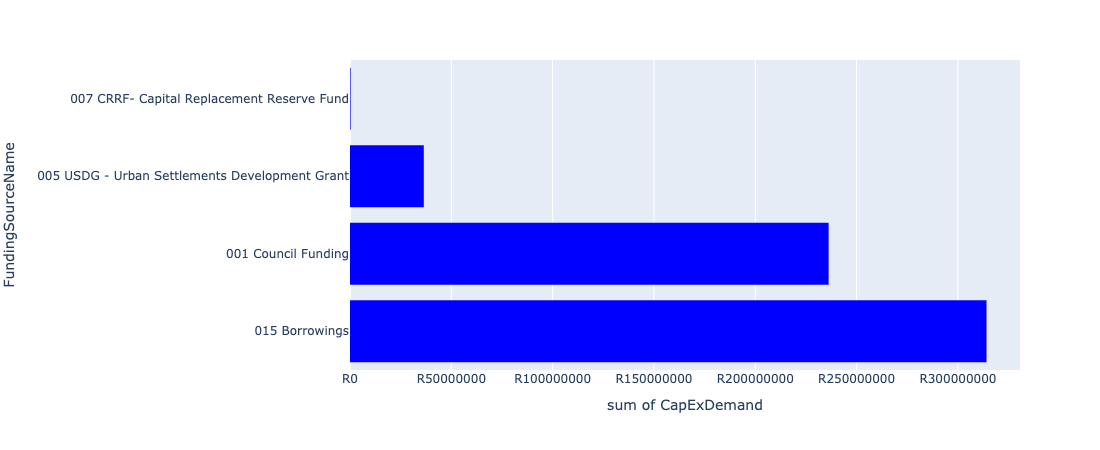 FundingSourceName
007 CRRF- Capital Replacement Reserve Fund
005 USDG - Urban Settlements Development Grant
001 Council Funding
015 Borrowings
R0 R50000000 R100000000 R150000000 R200000000 R250000000 R300000000
sum of CapExDemand